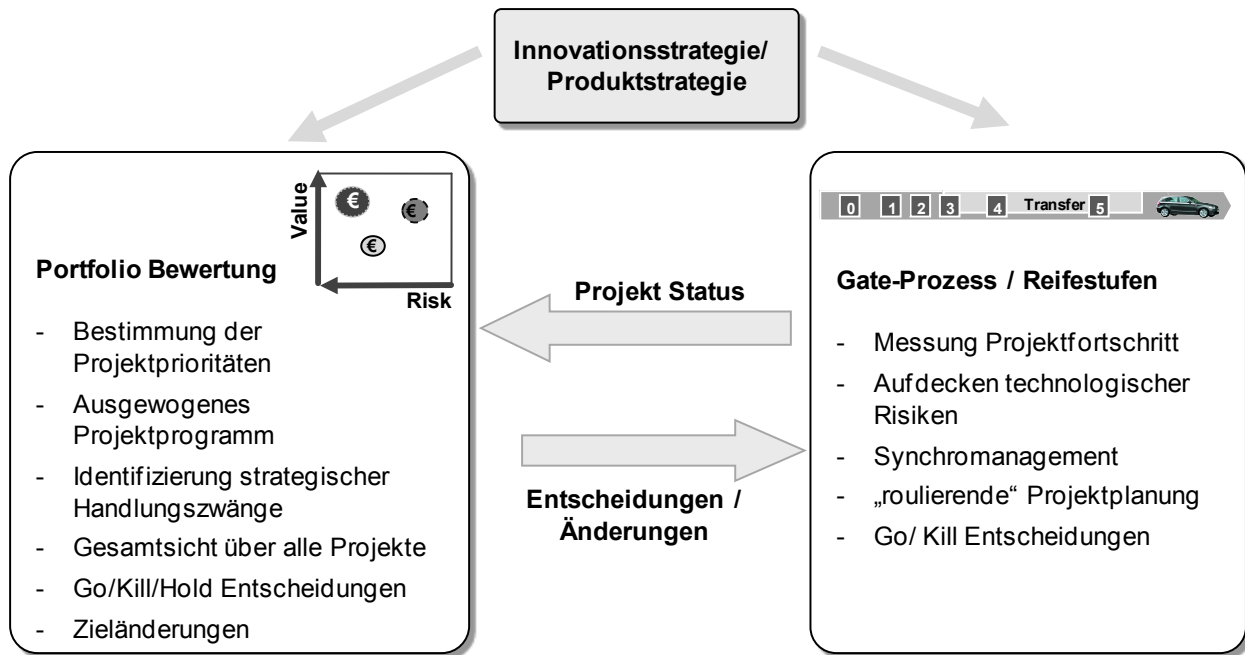 Innovationsstrategie/
Produktstrategie
Value
€
€
€
Risk
Portfolio Bewertung
- Bestimmung der
Projektprioritäten
- Ausgewogenes
Projektprogramm
- Identifizierung strategischer
Handlungszwänge
- Gesamtsicht über alle Projekte
- Go/Kill/Hold Entscheidungen
- Zieländerungen
Projekt Status
Entscheidungen /
Änderungen
0 1 2 3 4 Transfer 5
Gate-Prozess / Reifestufen
- Messung Projektfortschritt
- Aufdecken technologischer
Risiken
- Synchromanagement
- „roulierende“ Projektplanung
- Go/ Kill Entscheidungen